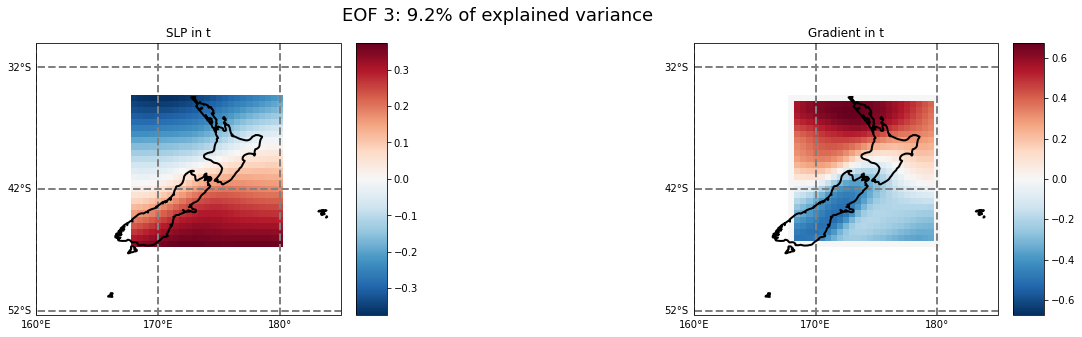 EOF 3: 9.2% of explained variance
SLP in t
32°S
42°S
52°S
160°E
170°E
180°
0.3
0.2
0.1
0.0
−0.1
−0.2
−0.3
Gradient in t
32°S
42°S
52°S
160°E
170°E
180°
0.6
0.4
0.2
0.0
−0.2
−0.4
−0.6